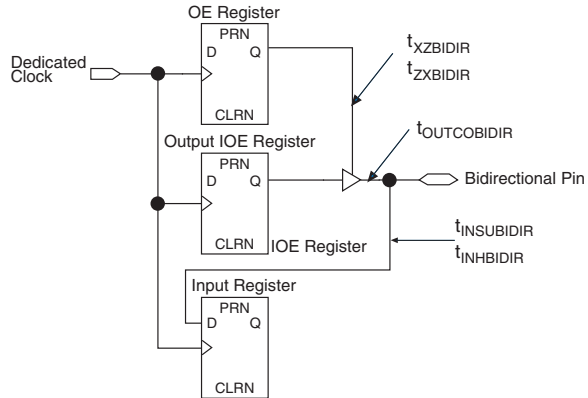 OE Register
PRN
D Q
CLRN
Dedicated
Clock
tXZBIDIR
tZXBIDIR
Output IOE Register
PRN
D Q
CLRN
tOUTCOBIDIR
Bidirectional Pin
IOE Register
tINSUBIDIR
tINHBIDIR
Input Register
PRN
D Q
CLRN